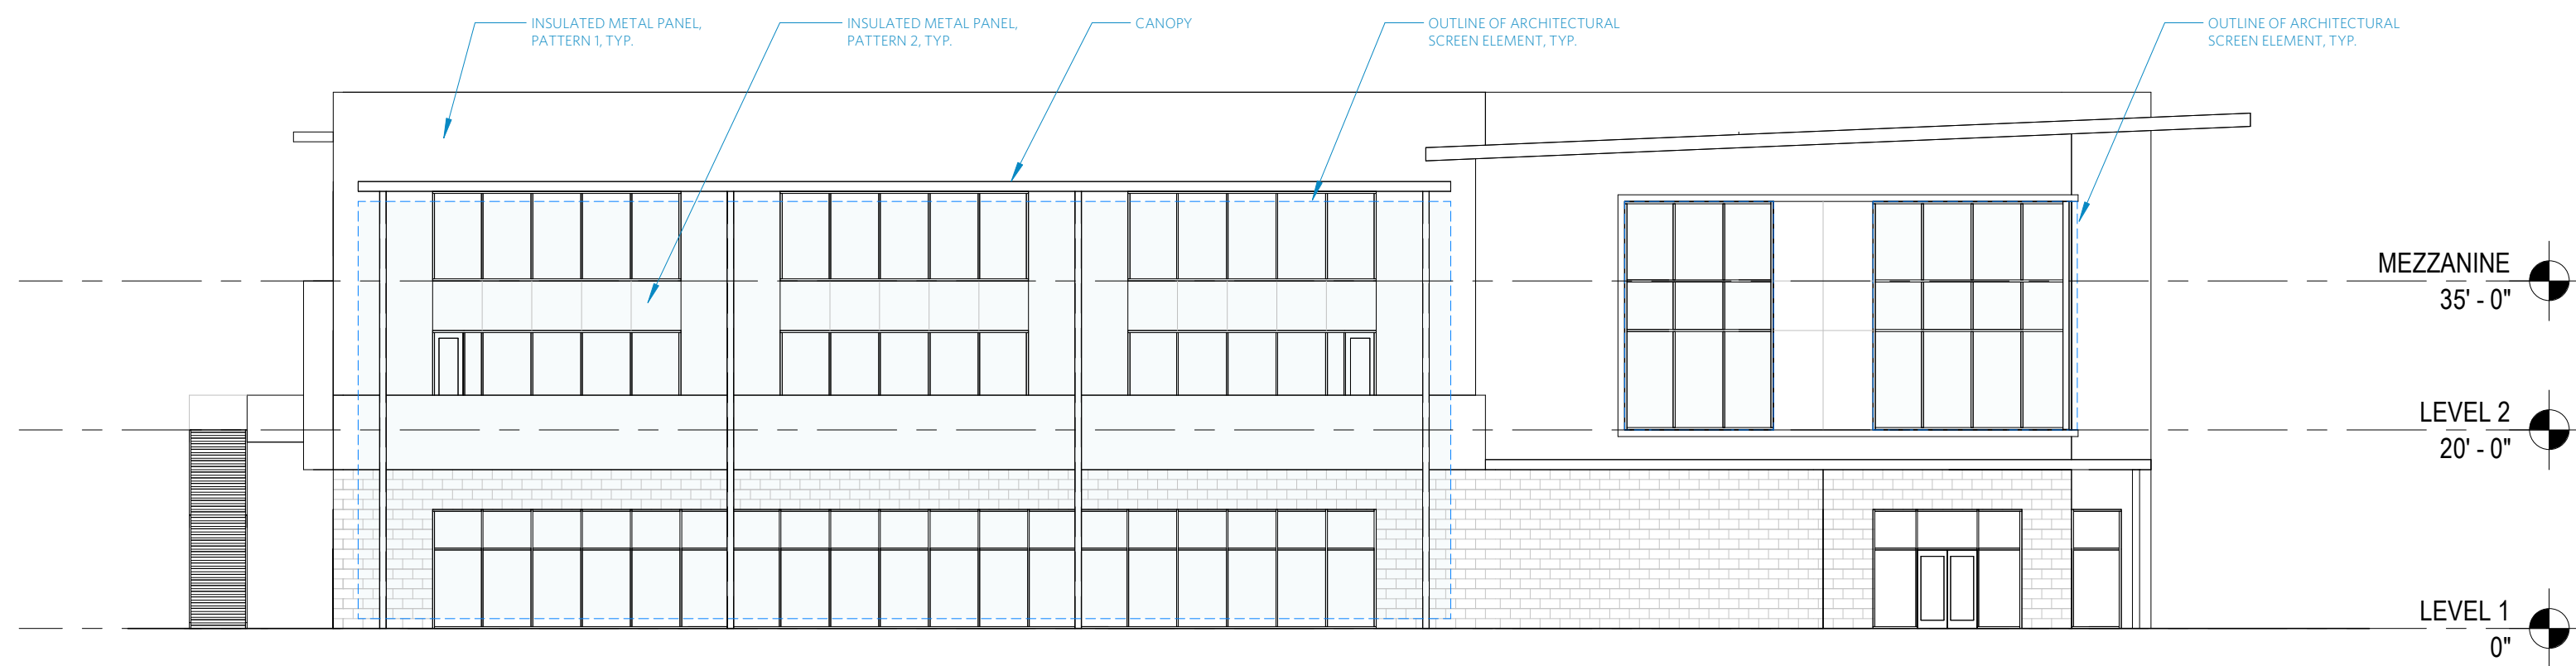 INSULATED METAL PANEL,
PATTERN 1, TYP.
INSULATED METAL PANEL,
PATTERN 2, TYP.
CANOPY
OUTLINE OF ARCHITECTURAL
SCREEN ELEMENT, TYP.
OUTLINE OF ARCHITECTURAL
SCREEN ELEMENT, TYP.
MEZZANINE
35' - 0"
LEVEL 2
20' - 0"
LEVEL 1
0"